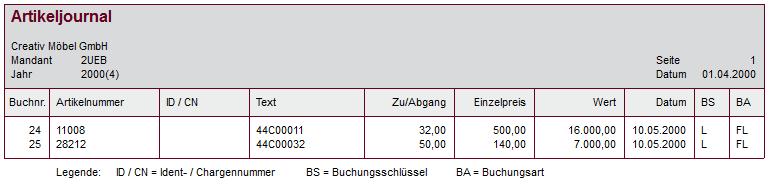 Artikeljournal
Creativ Möbel GmbH
Mandant 2UEB Seite 1
Jahr 2000(4) Datum 01.04.2000
Buchnr. Artikelnummer ID / CN Text Zu/Abgang Einzelpreis Wert Datum BS BA
24 11008 44C00011 32,00 500,00 16.000,00 10.05.2000 L FL
25 28212 44C00032 50,00 140,00 7.000,00 10.05.2000 L FL
Legende: ID / CN = Ident- / Chargennummer BS = Buchungsschlüssel BA = Buchungsart